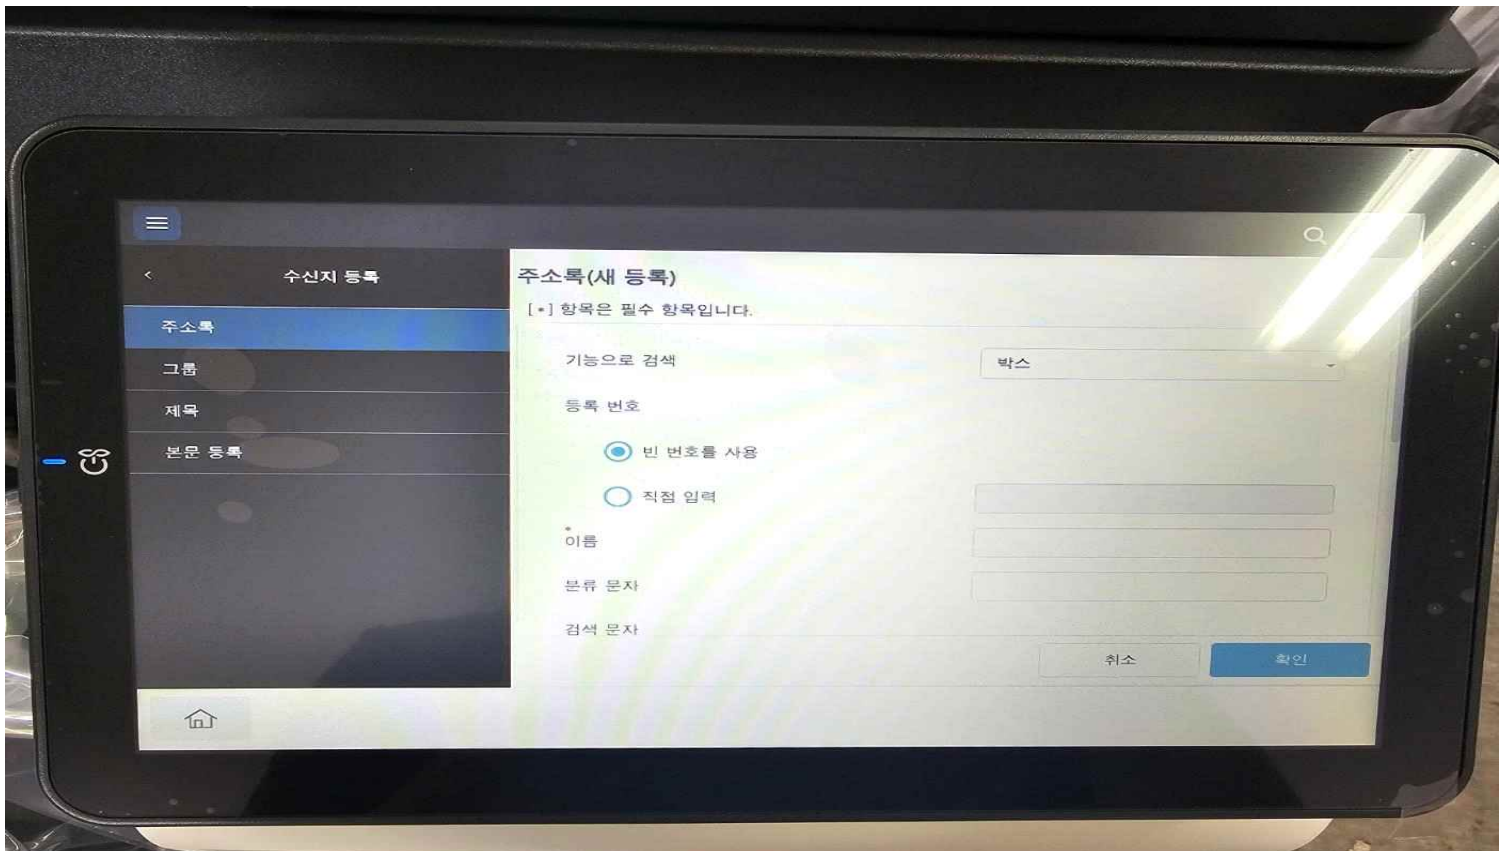 수신지 등록
주소록
그룹
제목
본문 등록
주소록(새 등록)
[*] 항목은 필수 항목입니다.
기능으로 검색
박스
등록 번호
빈 번호를 사용
직접 입력
*
이름
분류 문자
검색 문자
취소
확인